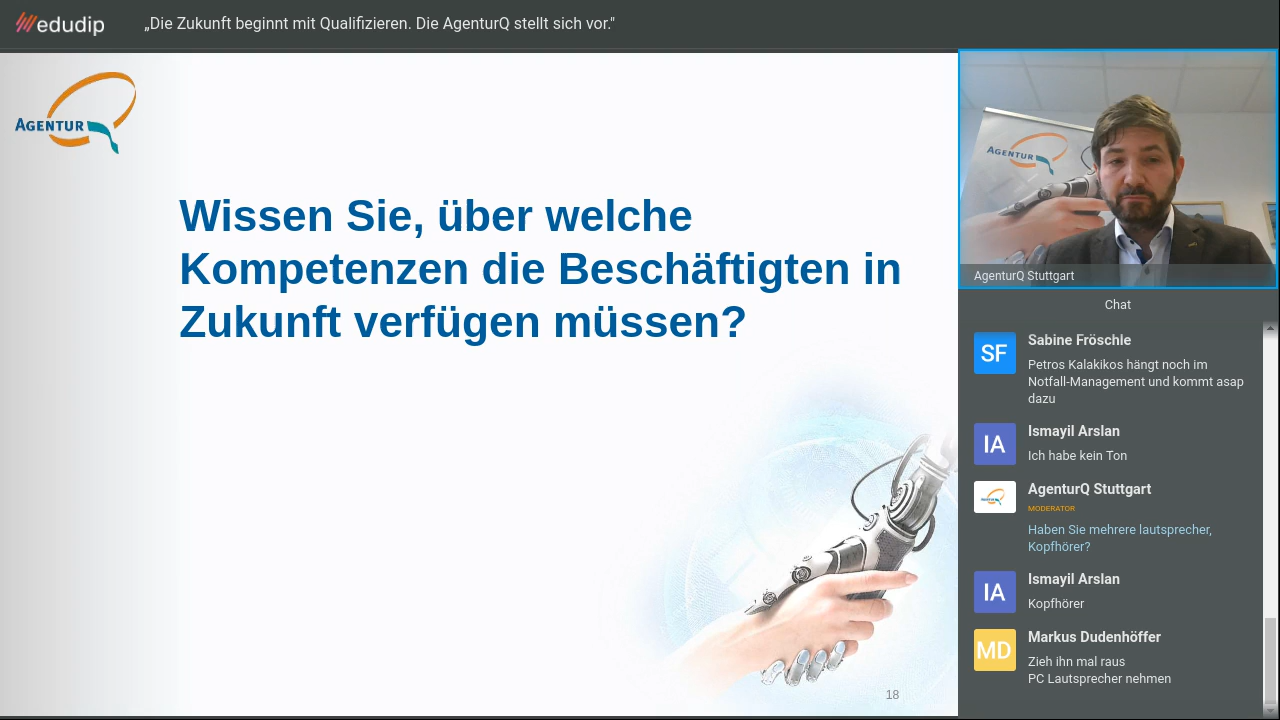 edudip
„Die Zukunft beginnt mit Qualifizieren. Die AgenturQ stellt sich vor."
AGENTUR
Wissen Sie, über welche
Kompetenzen die Beschäftigten in
Zukunft verfügen müssen?
18
AGENTUR
AgenturQ Stuttgart
Chat
SF
Sabine Fröschle
Petros Kalakikos hängt noch im
Notfall-Management und kommt asap
dazu
IA
Ismayil Arslan
Ich habe kein Ton
AgenturQ Stuttgart
MODERATOR
Haben Sie mehrere lautsprecher,
Kopfhörer?
IA
Ismayil Arslan
Kopfhörer
MD
Markus Dudenhöffer
Zieh ihn mal raus
PC Lautsprecher nehmen